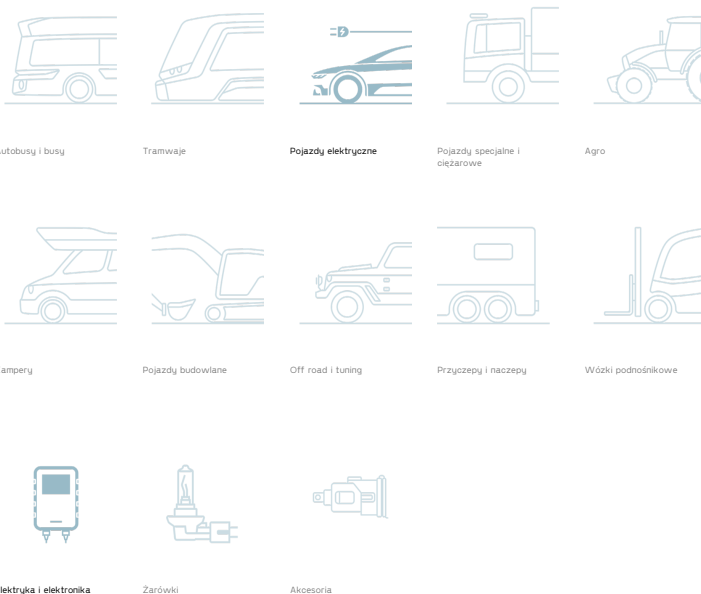 utobusy i busy
Tramwaje
Pojazdy elektryczne
Pojazdy specjalne i
ciężarowe
Agro
ampery
Pojazdy budowlane
Off road i tuning
Przyczepy i naczepy
Wózki podnośnikowe
lektryka i elektronika
Żarówki
Akcesoria